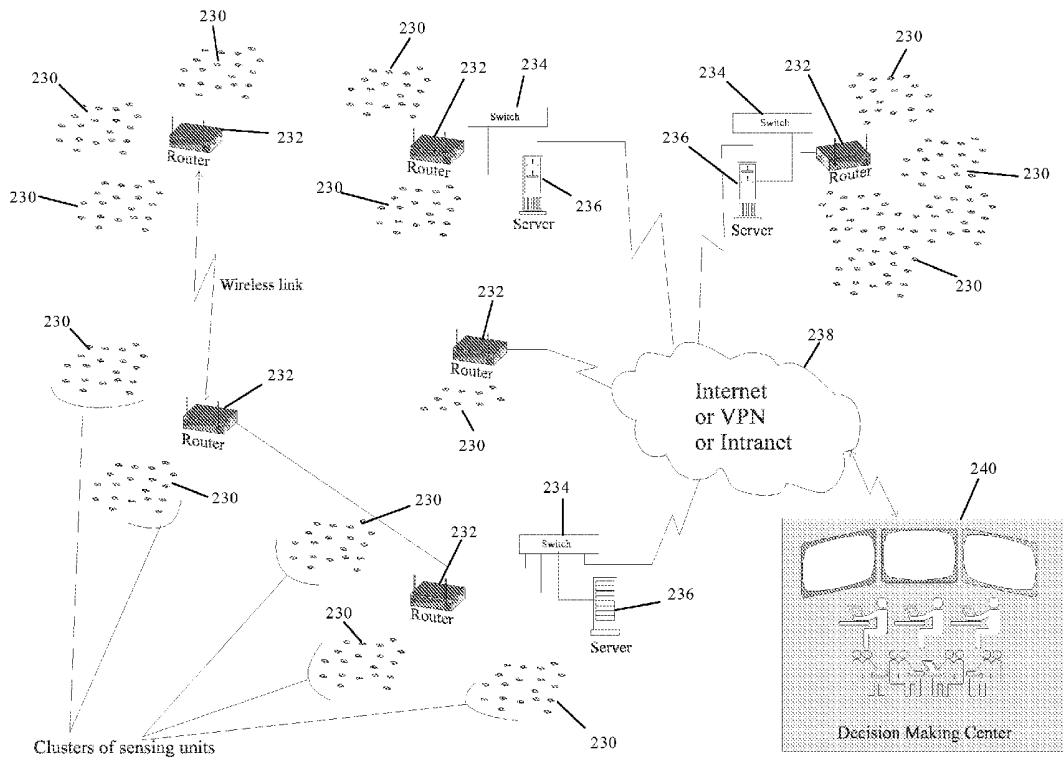 230
230
230
234
230
232
234
232
230
232
Switch
Switch
Router
Router
236
Router
230
230
230
236
Server
Server
230
Wireless link
232
230
238
232
Router
Internet
or VPN
or Intranet
Router
230
230
230
234
240
232
Switch
Router
236
230
Server
230
Decision Making Center
Clusters of sensing units